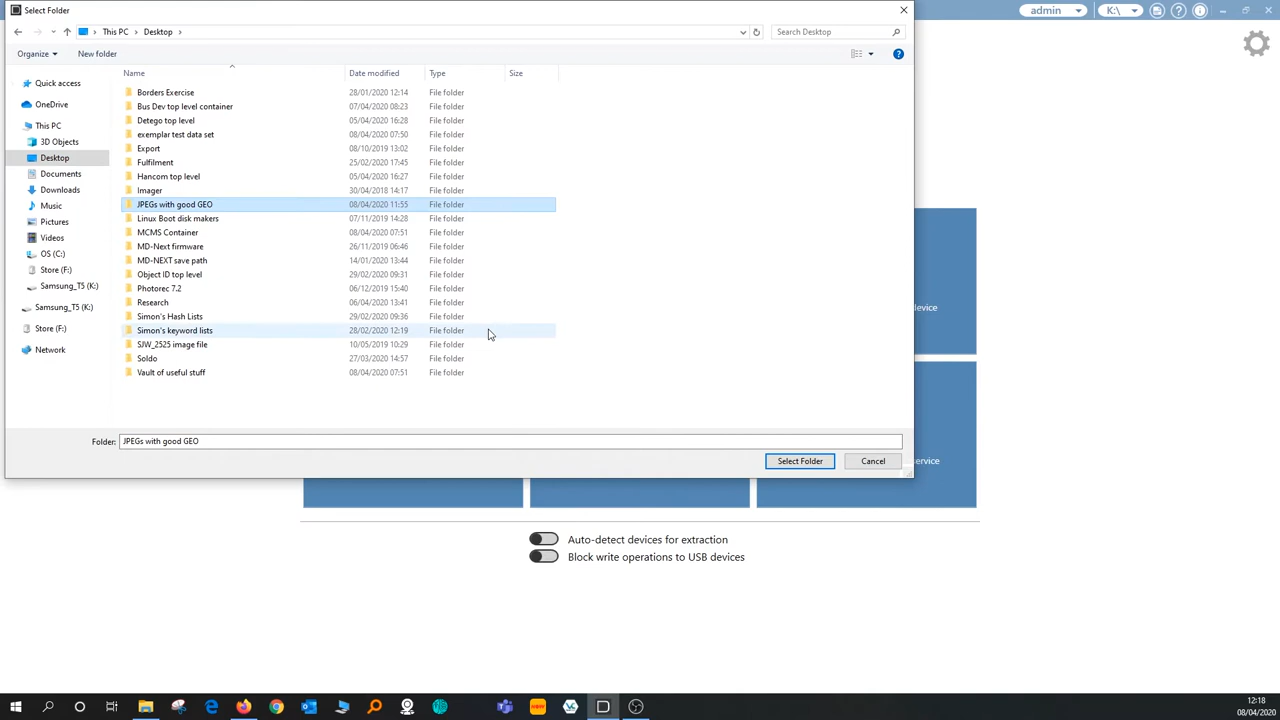 Select Folder
admin
K:\
This PC
Desktop
Search Desktop
Organize
New folder
Name
Date modified
Type
Size
Quick access
OneDrive
This PC
3D Objects
Desktop
Documents
Downloads
Music
Pictures
Videos
OS (C:)
Store (F:)
Samsung_T5 (K:)
Samsung_T5 (K:)
Store (F:)
Network
Borders Exercise 28/01/2020 12:14 File folder
Bus Dev top level container 07/04/2020 08:23 File folder
Detego top level 05/04/2020 16:28 File folder
exemplar test data set 08/04/2020 07:50 File folder
Export 08/10/2019 13:02 File folder
Fulfilment 25/02/2020 17:45 File folder
Hancom top level 05/04/2020 16:27 File folder
Imager 30/04/2018 14:17 File folder
JPEGs with good GEO 08/04/2020 11:55 File folder
Linux Boot disk makers 07/11/2019 14:28 File folder
MCMS Container 08/04/2020 07:51 File folder
MD-Next firmware 26/11/2019 06:46 File folder
MD-NEXT save path 14/01/2020 13:44 File folder
Object ID top level 29/02/2020 09:31 File folder
Photorec 7.2 06/12/2019 15:40 File folder
Research 06/04/2020 13:41 File folder
Simon's Hash Lists 29/02/2020 09:36 File folder
Simon's keyword lists 28/02/2020 12:19 File folder
SJW_2525 image file 10/05/2019 10:29 File folder
Soldo 27/03/2020 14:57 File folder
Vault of useful stuff 08/04/2020 07:51 File folder
device
Folder: JPEGs with good GEO
Select Folder
Cancel
ervice
Auto-detect devices for extraction
Block write operations to USB devices
NOW
12:18
08/04/2020